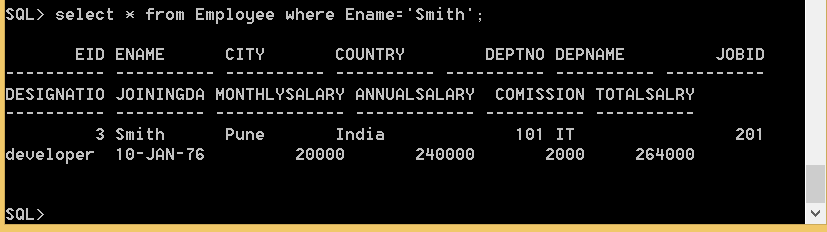 SQL> select * from Employee where Ename='Smith';
EID ENAME CITY COUNTRY DEPTNO DEPNAME JOBID
---------- ---------- ---------- ---------- ---------- ---------- ----------
DESIGNATIO JOININGDA MONTHLYSALARY ANNUALSALARY COMISSION TOTALSALRY
---------- --------- ------------- ------------ ---------- ----------
3 Smith Pune India 101 IT 201
developer 10-JAN-76 20000 240000 2000 264000
SQL>